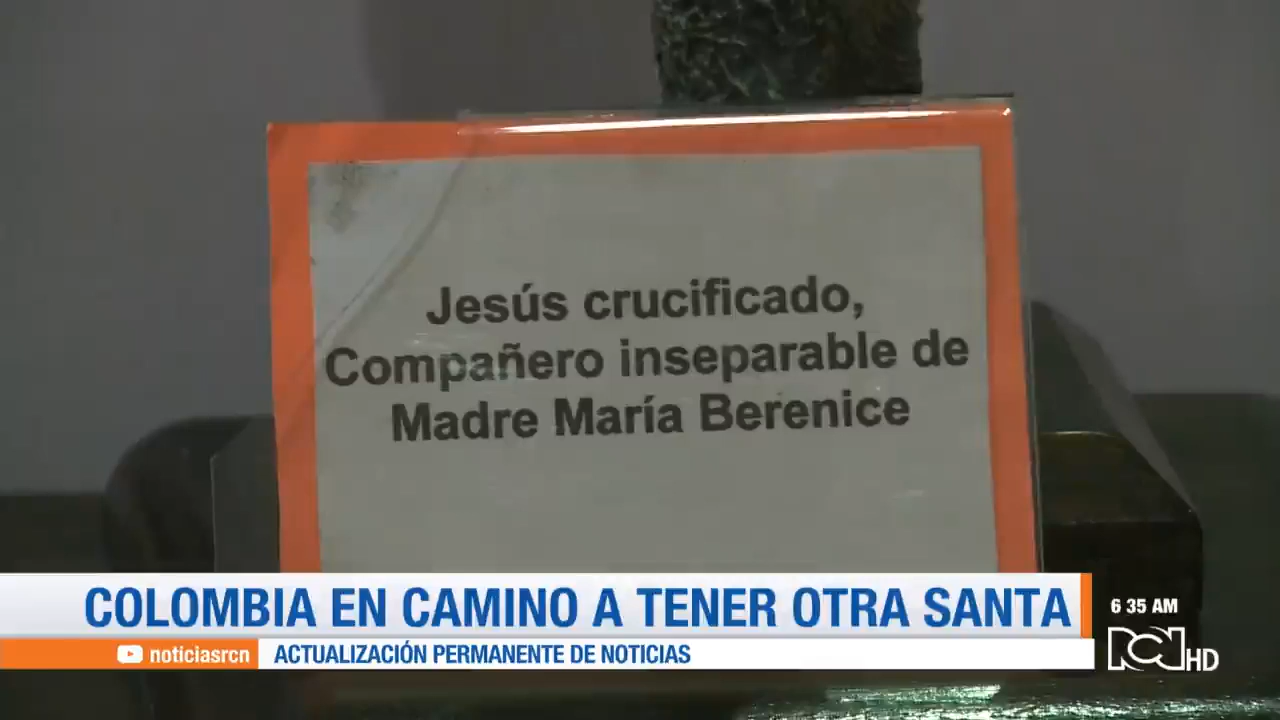 Jesús crucificado,
Compañero inseparable de
Madre María Berenice
COLOMBIA EN CAMINO A TENER OTRA SANTA
6 35 AM
noticiasrcn
ACTUALIZACIÓN PERMANENTE DE NOTICIAS
RCN HD